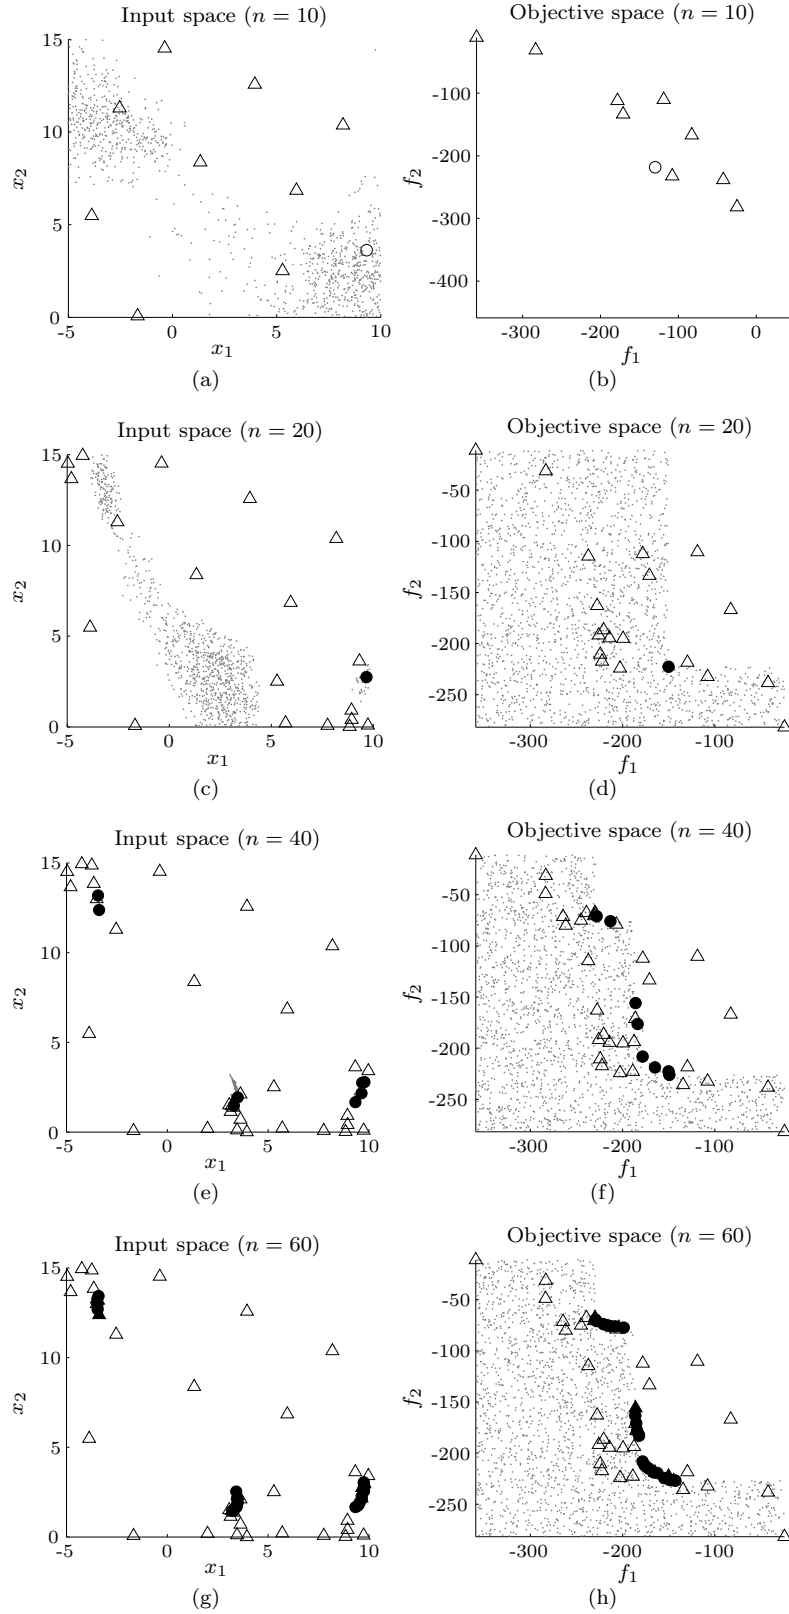 Input space (n = 10)
Objective space (n = 10)
15
10
5
0
x2
-5
0
5
10
x1
(a)
-100
-200
-300
-400
f2
-300
-200
-100
0
f1
(b)
Input space (n = 20)
Objective space (n = 20)
15
10
5
0
x2
-5
0
5
10
x1
(c)
-50
-100
-150
-200
-250
f2
-300
-200
-100
f1
(d)
Input space (n = 40)
Objective space (n = 40)
15
10
5
0
x2
-5
0
5
10
x1
(e)
-50
-100
-150
-200
-250
f2
-300
-200
-100
f1
(f)
Input space (n = 60)
Objective space (n = 60)
15
10
5
0
x2
-5
0
5
10
x1
(g)
-50
-100
-150
-200
-250
f2
-300
-200
-100
f1
(h)